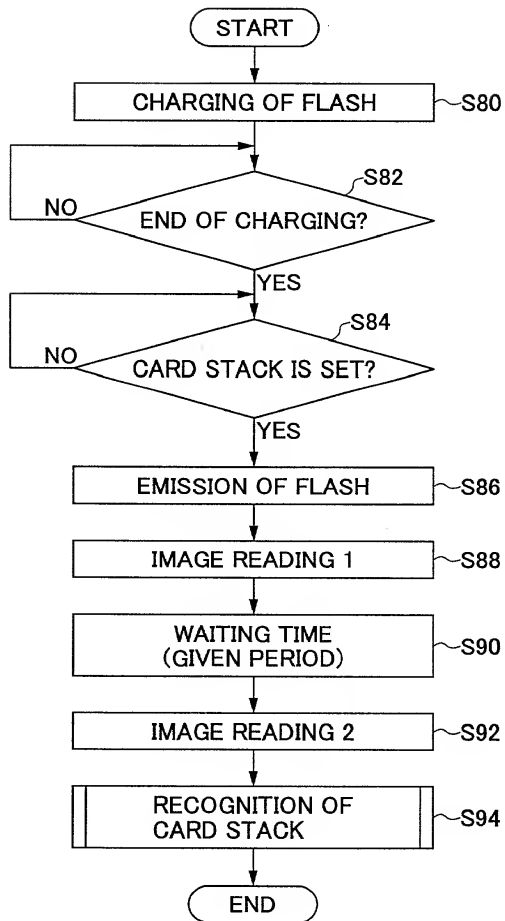 START
CHARGING OF FLASH
S80
S82
NO
END OF CHARGING?
YES
S84
NO
CARD STACK IS SET?
YES
EMISSION OF FLASH
S86
IMAGE READING 1
S88
WAITING TIME
(GIVEN PERIOD)
S90
IMAGE READING 2
S92
RECOGNITION OF
CARD STACK
S94
END